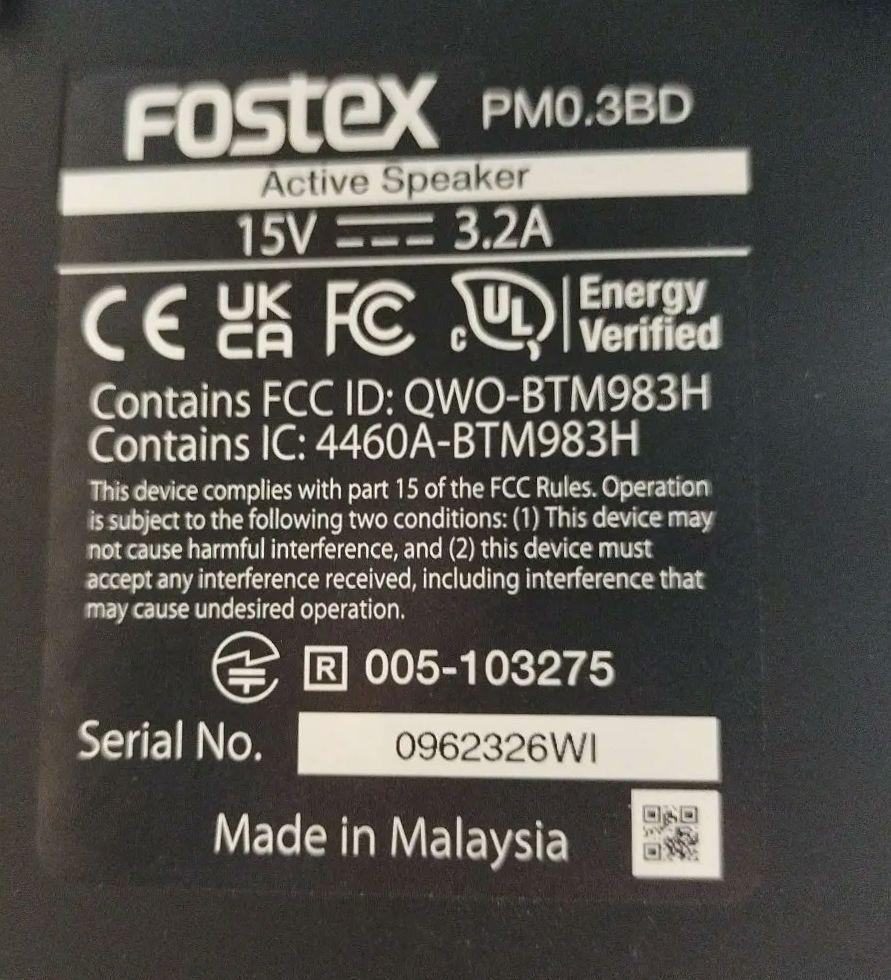 FOSTEX PM0.3BD
Active Speaker
15V ⎓ 3.2A
CE UK CA FC c UL Energy Verified
Contains FCC ID: QWO-BTM983H
Contains IC: 4460A-BTM983H
This device complies with part 15 of the FCC Rules. Operation
is subject to the following two conditions: (1) This device may
not cause harmful interference, and (2) this device must
accept any interference received, including interference that
may cause undesired operation.
R 005-103275
Serial No. 0962326WI
Made in Malaysia